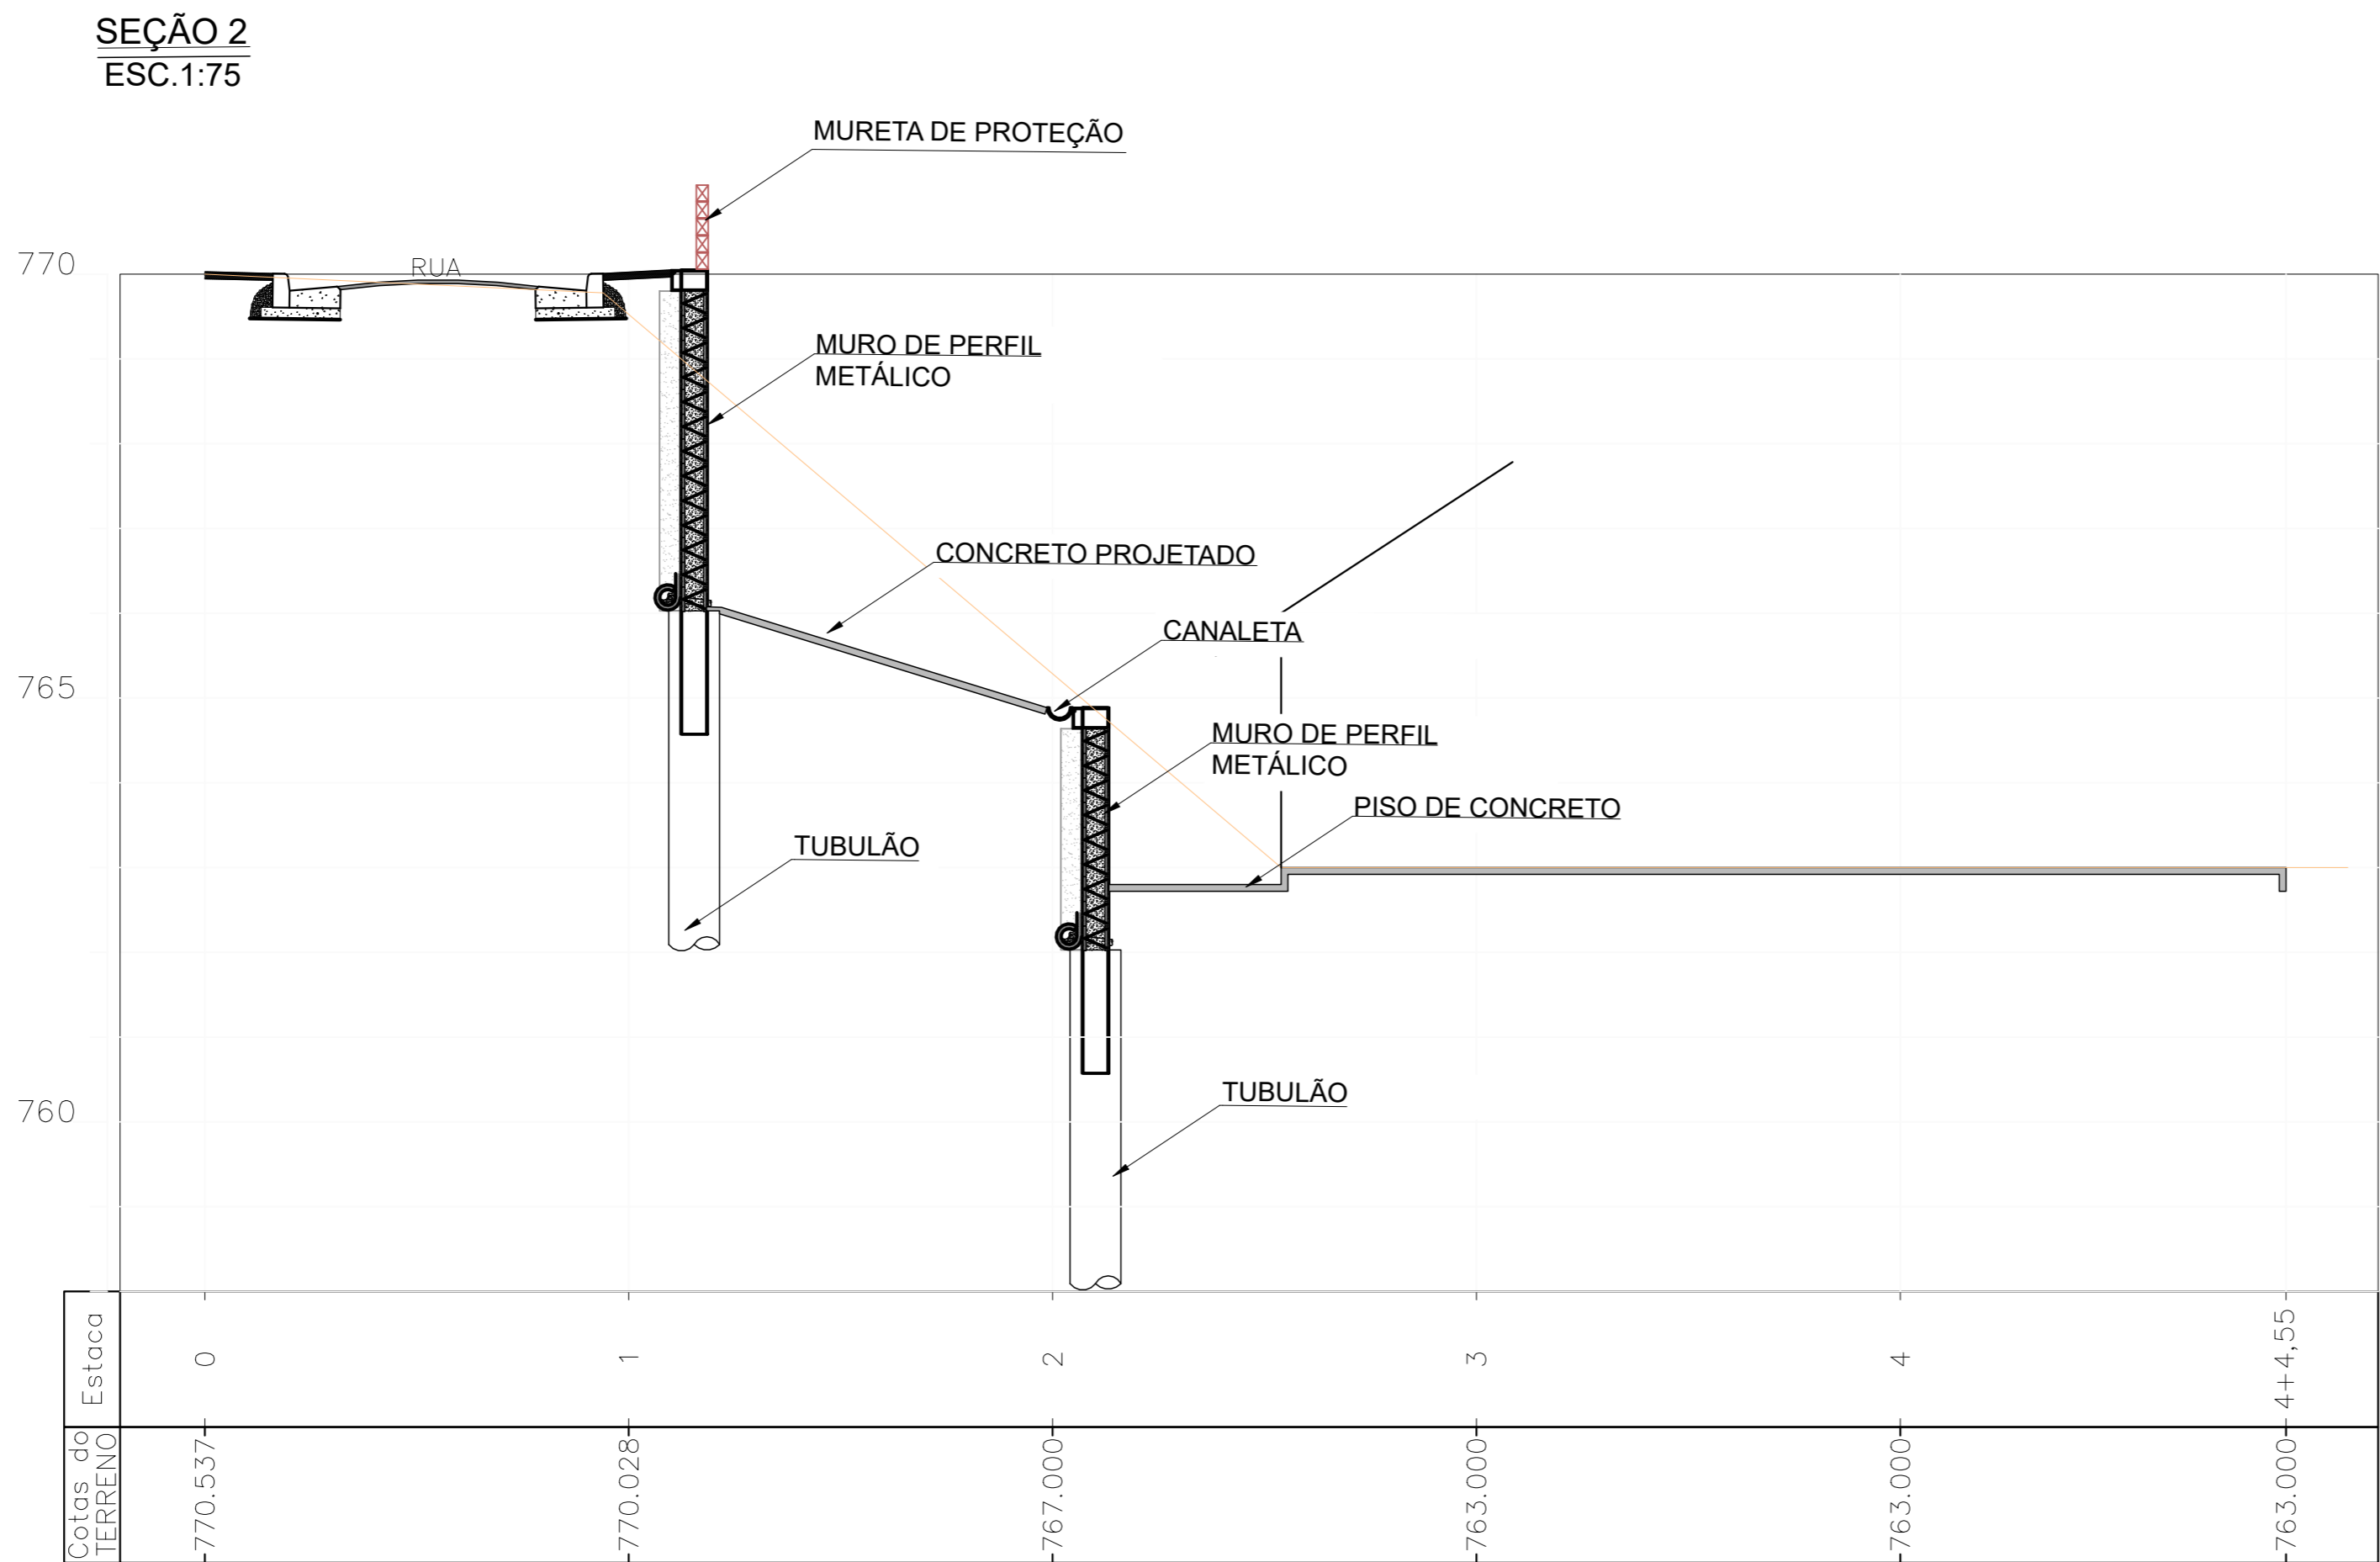 SEÇÃO 2
ESC.1:75
MURETA DE PROTEÇÃO
770
RUA
MURO DE PERFIL
METÁLICO
CONCRETO PROJETADO
CANALETA
765
MURO DE PERFIL
METÁLICO
PISO DE CONCRETO
TUBULÃO
TUBULÃO
760
Estaca
0
1
2
3
4
4+4,55
Cotas do
TERRENO
770.537
770.028
767.000
763.000
763.000
763.000